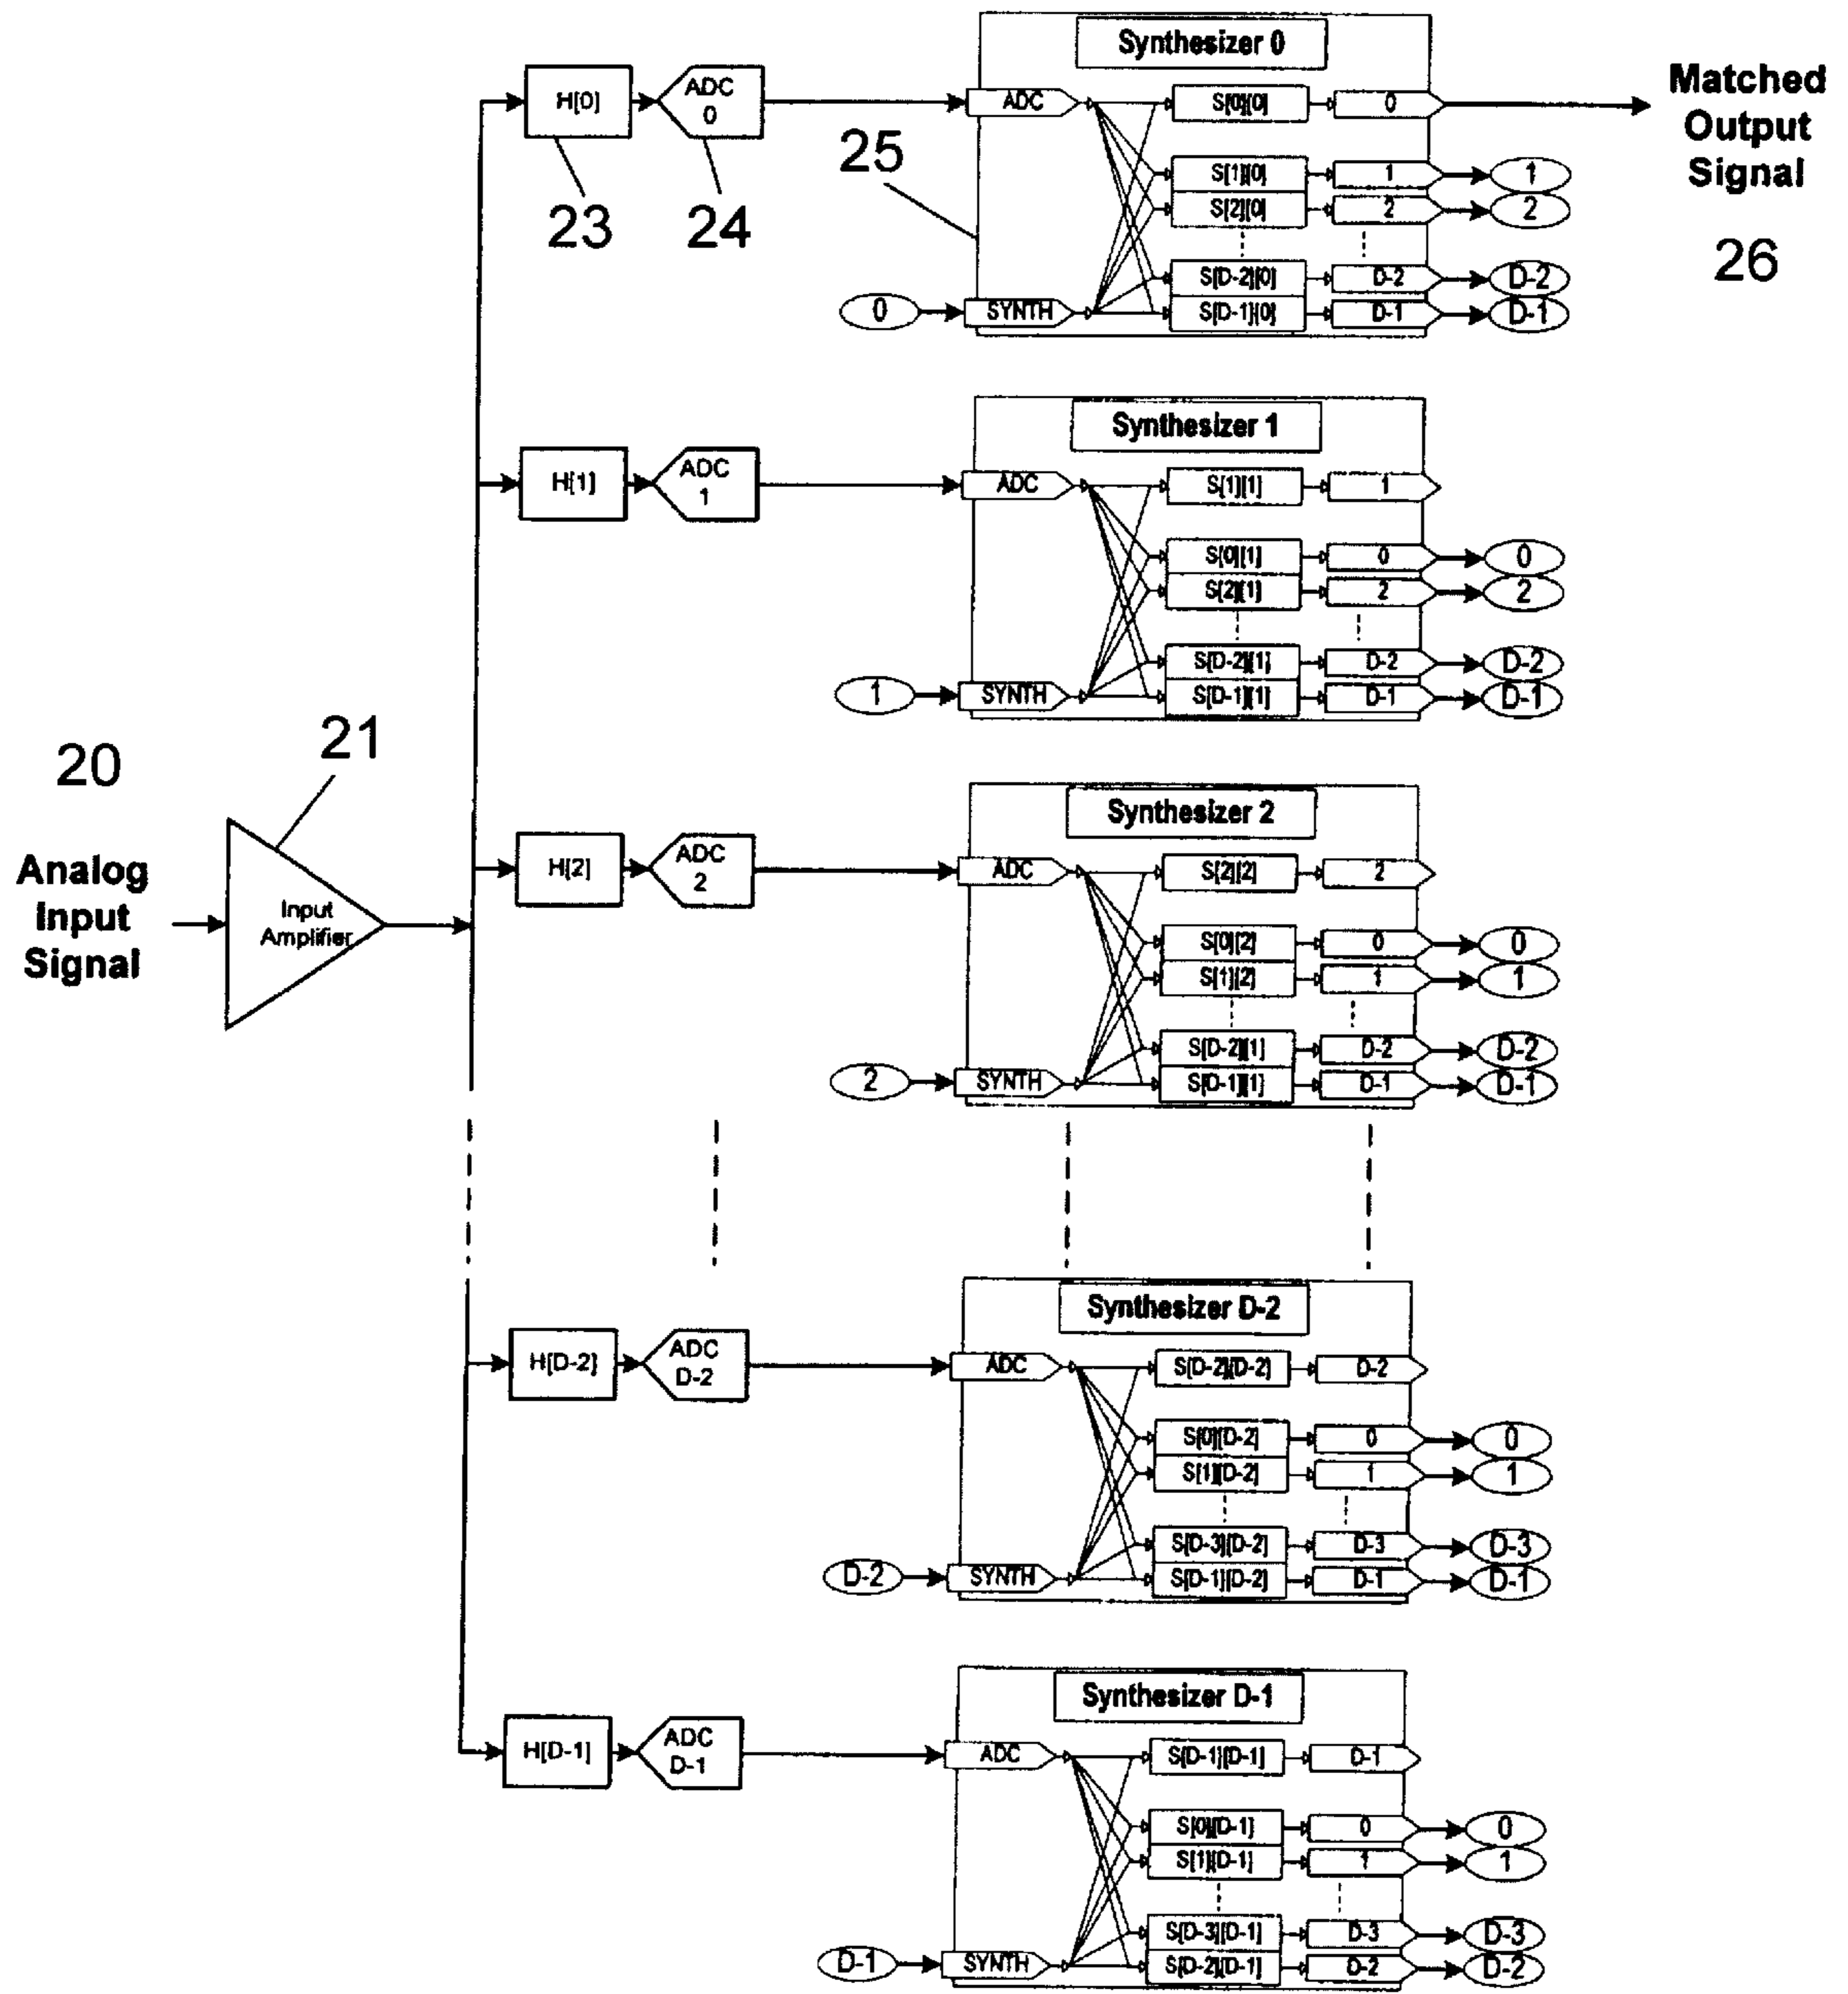 Synthesizer 0
Matched
Output
Signal
26
H[0]
23
ADC
0
24
25
ADC
S[0][0]
0
S[1][0]
1
1
S[2][0]
2
2
S[D-2][0]
D-2
D-2
0
SYNTH
S[D-1][0]
D-1
D-1
Synthesizer 1
H[1]
ADC
1
ADC
S[1][1]
1
S[0][1]
0
0
S[2][1]
2
2
S[D-2][1]
D-2
D-2
1
SYNTH
S[D-1][1]
D-1
D-1
20
21
Analog
Input
Signal
Input
Amplifier
Synthesizer 2
H[2]
ADC
2
ADC
S[2][2]
2
S[0][2]
0
0
S[1][2]
1
1
S[D-2][1]
D-2
D-2
2
SYNTH
S[D-1][1]
D-1
D-1
Synthesizer D-2
H[D-2]
ADC
D-2
ADC
S[D-2][D-2]
D-2
S[0][D-2]
0
0
S[1][D-2]
1
1
S[D-3][D-2]
D-3
D-3
D-2
SYNTH
S[D-1][D-2]
D-1
D-1
Synthesizer D-1
H[D-1]
ADC
D-1
ADC
S[D-1][D-1]
D-1
S[0][D-1]
0
0
S[1][D-1]
1
1
S[D-3][D-1]
D-3
D-3
D-1
SYNTH
S[D-2][D-1]
D-2
D-2